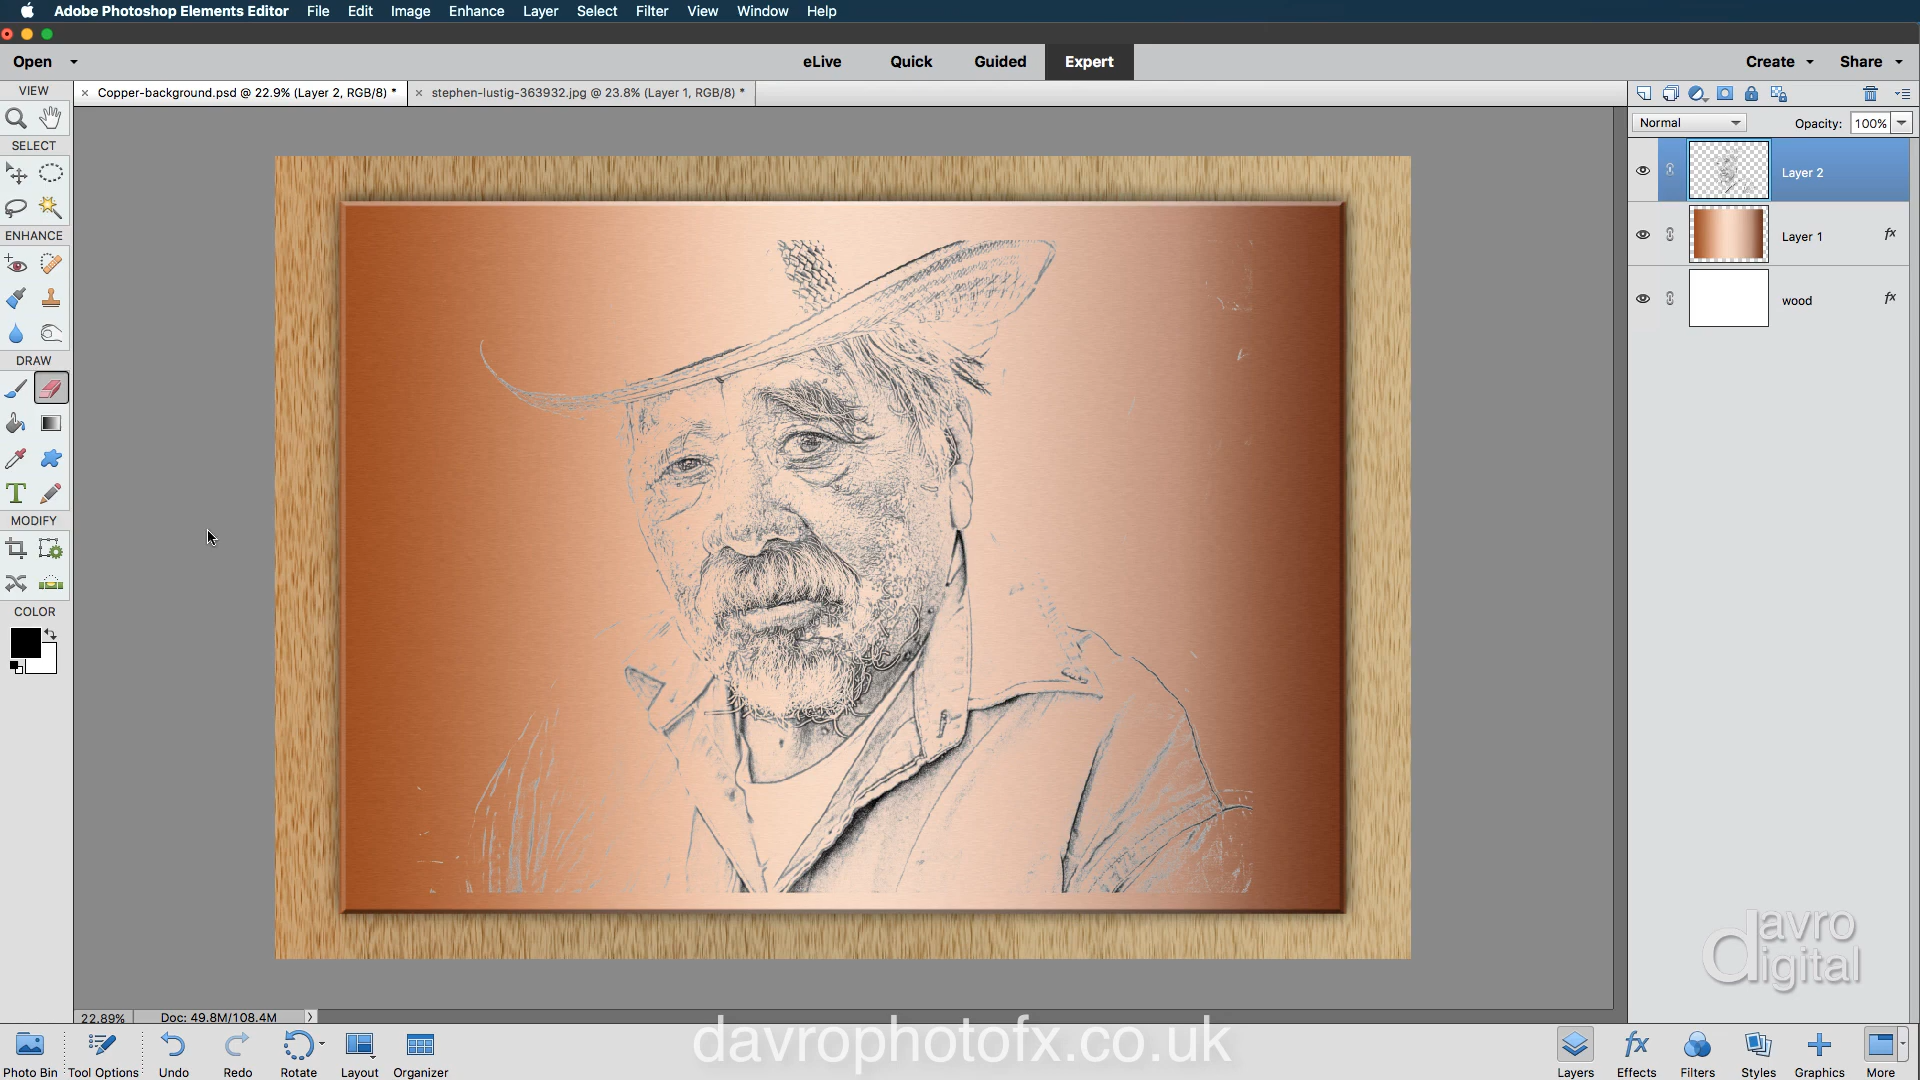 Adobe Photoshop Elements Editor File Edit Image Enhance Layer Select Filter View Window Help
Open eLive Quick Guided Expert Create Share
VIEW × Copper-background.psd @ 22.9% (Layer 2, RGB/8) * × stephen-lustig-363932.jpg @ 23.8% (Layer 1, RGB/8) *
Normal Opacity: 100%
SELECT
Layer 2
ENHANCE
Layer 1 fx
wood fx
DRAW
MODIFY
COLOR
davro
digital
22.89% Doc: 49.8M/108.4M
davrophotofx.co.uk
Photo Bin Tool Options Undo Redo Rotate Layout Organizer Layers Effects Filters Styles Graphics More